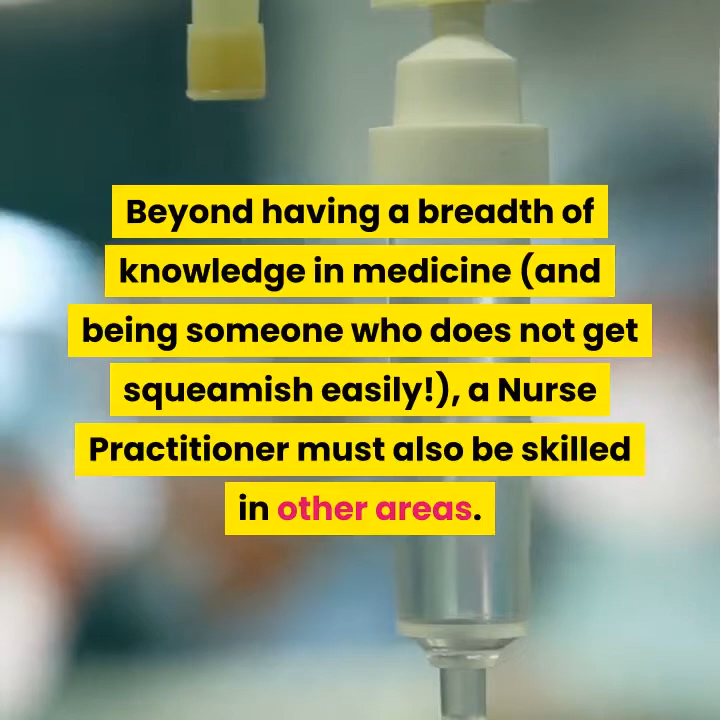 Beyond having a breadth of
knowledge in medicine (and
being someone who does not get
squeamish easily!), a Nurse
Practitioner must also be skilled
in other areas.